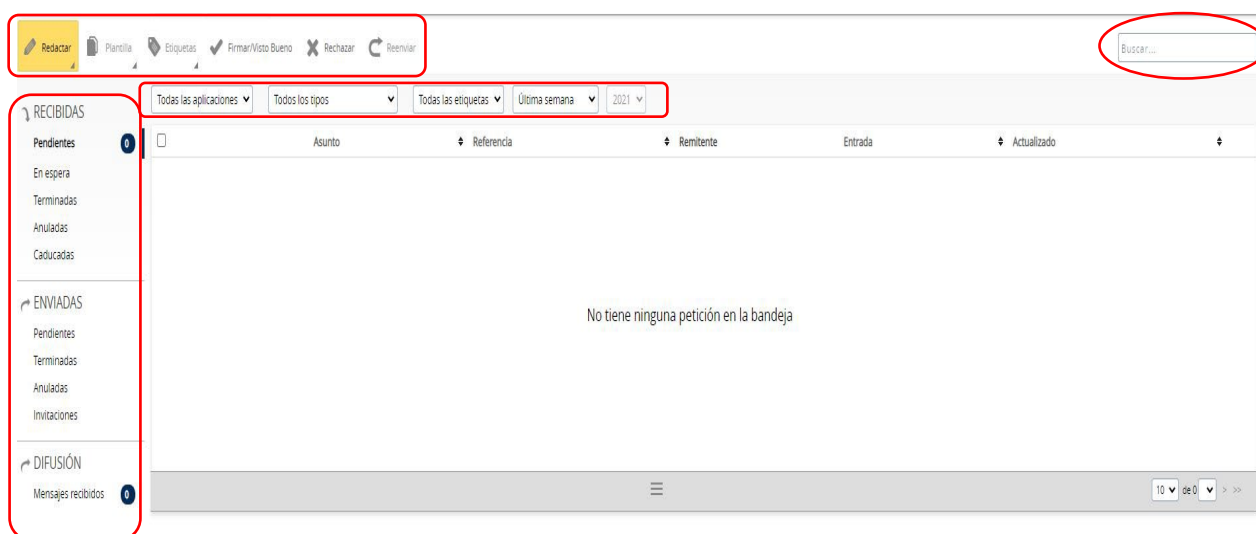 Redactar Plantilla Etiquetas Firmar/Visto Bueno Rechazar Reenviar
Buscar...
Todas las aplicaciones Todos los tipos Todas las etiquetas Última semana 2021
RECIBIDAS
Pendientes 0
En espera
Terminadas
Anuladas
Caducadas
ENVIADAS
Pendientes
Terminadas
Anuladas
Invitaciones
DIFUSIÓN
Mensajes recibidos 0
Asunto Referencia Remitente Entrada Actualizado
No tiene ninguna petición en la bandeja
10 de 0 > >>